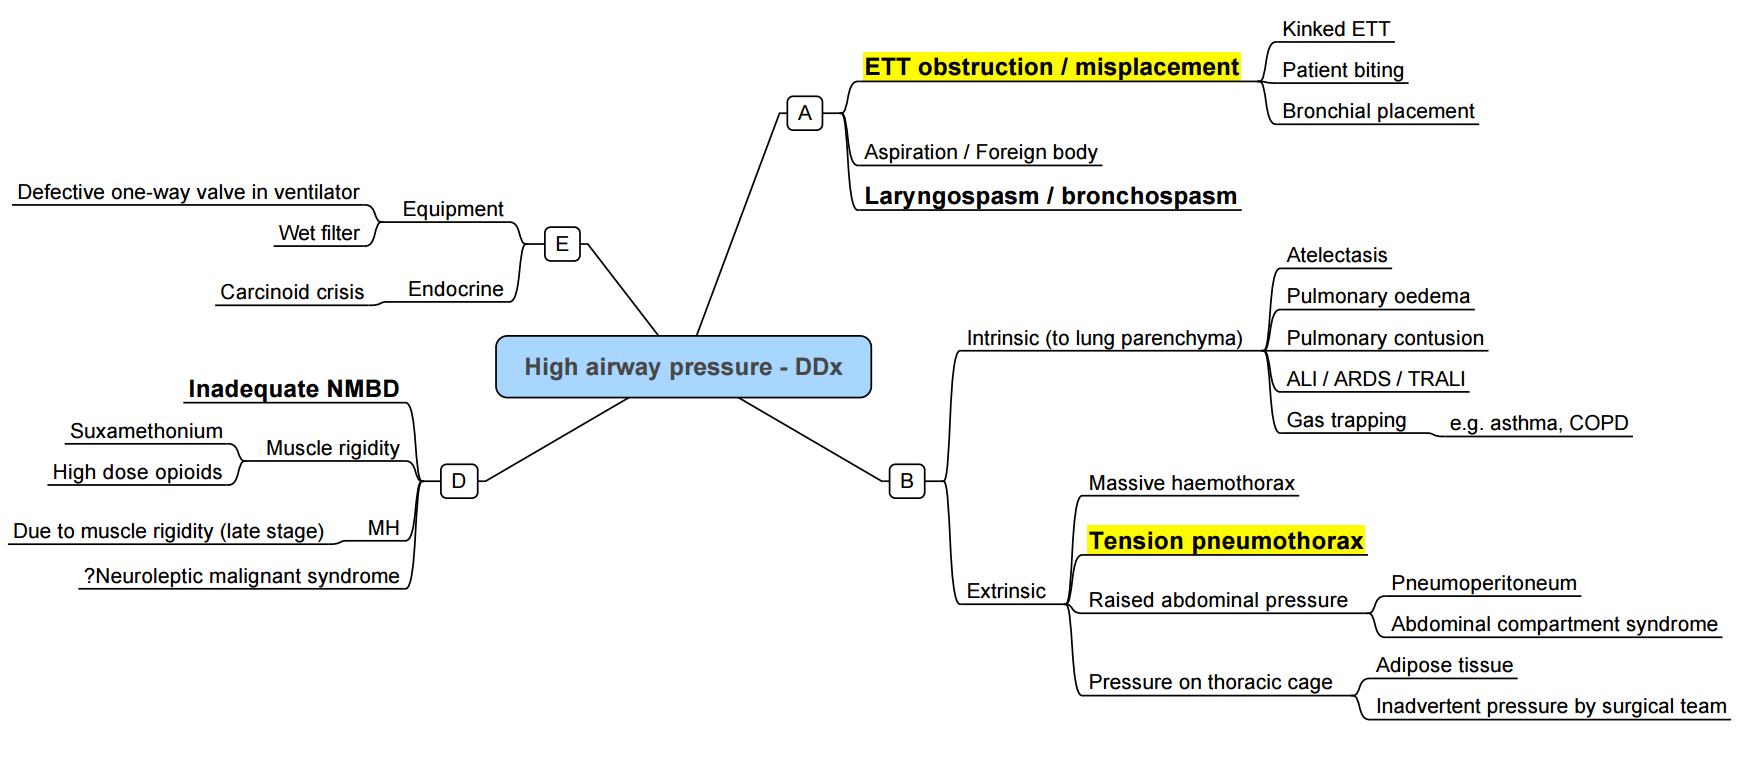 High airway pressure - DDx
A
ETT obstruction / misplacement
Kinked ETT
Patient biting
Bronchial placement
Aspiration / Foreign body
Laryngospasm / bronchospasm
B
Intrinsic (to lung parenchyma)
Atelectasis
Pulmonary oedema
Pulmonary contusion
ALI / ARDS / TRALI
Gas trapping
e.g. asthma, COPD
Extrinsic
Massive haemothorax
Tension pneumothorax
Raised abdominal pressure
Pneumoperitoneum
Abdominal compartment syndrome
Pressure on thoracic cage
Adipose tissue
Inadvertent pressure by surgical team
D
Inadequate NMBD
Muscle rigidity
Suxamethonium
High dose opioids
MH
Due to muscle rigidity (late stage)
?Neuroleptic malignant syndrome
E
Equipment
Defective one-way valve in ventilator
Wet filter
Endocrine
Carcinoid crisis